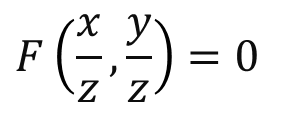 F(x/z, y/z) = 0